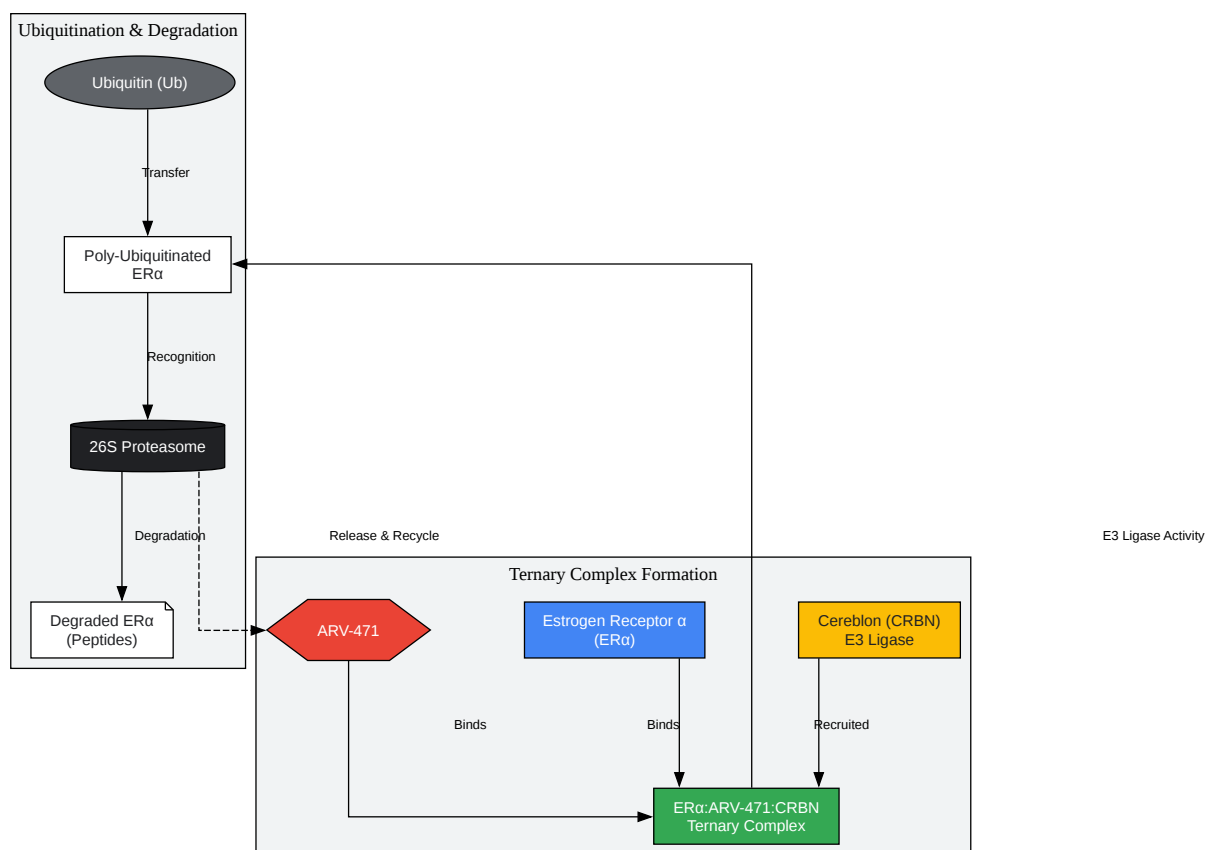 Ubiquitination & Degradation
Ubiquitin (Ub)
Transfer
Poly-Ubiquitinated
ERα
Recognition
26S Proteasome
Degradation
Release & Recycle
E3 Ligase Activity
Degraded ERα
(Peptides)
Ternary Complex Formation
ARV-471
Estrogen Receptor α
(ERα)
Cereblon (CRBN)
E3 Ligase
Binds
Binds
Recruited
ERα:ARV-471:CRBN
Ternary Complex